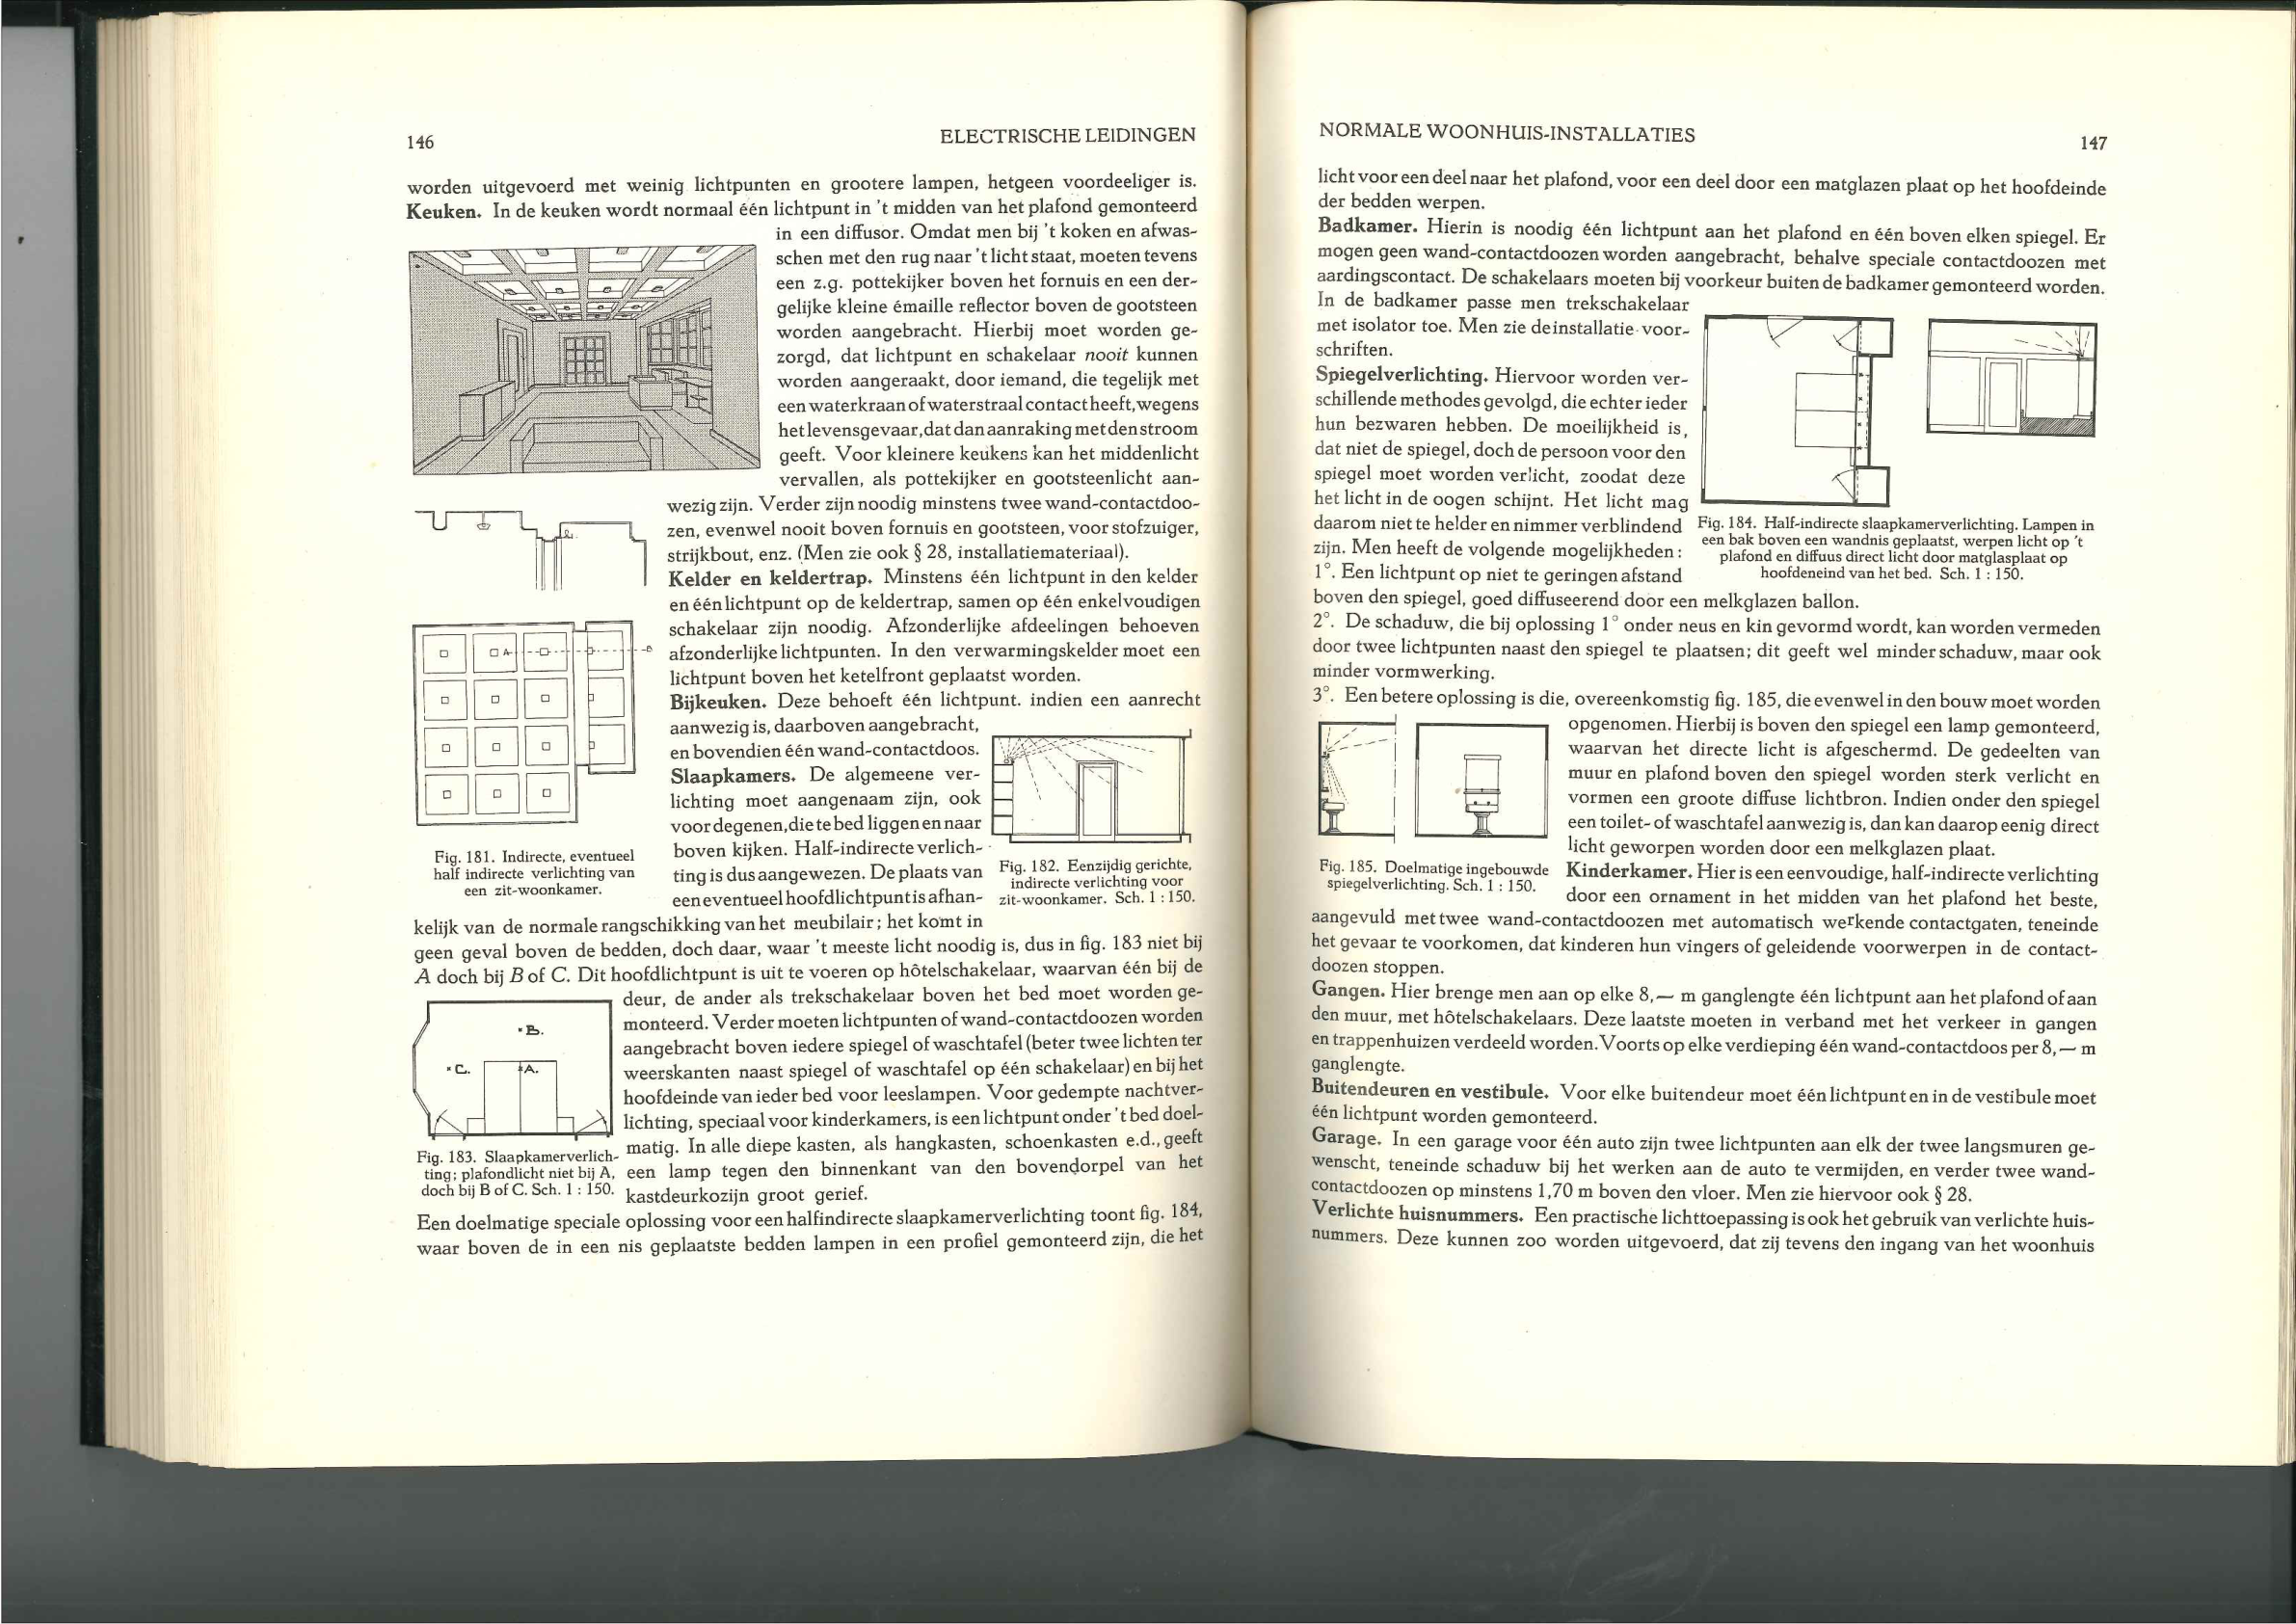 146
ELECTRISCHE LEIDINGEN
worden uitgevoerd met weinig lichtpunten en grootere lampen, hetgeen voordeeliger is.
Keuken. In de keuken wordt normaal één lichtpunt in 't midden van het plafond gemonteerd
in een diffusor. Omdat men bij 't koken en afwas-
schen met den rug naar 't licht staat, moeten tevens
een z.g. pottekijker boven het fornuis en een der-
gelijke kleine émaille reflector boven de gootsteen
worden aangebracht. Hierbij moet worden ge-
zorgd, dat lichtpunt en schakelaar nooit kunnen
worden aangeraakt, door iemand, die tegelijk met
een waterkraan of waterstraal contact heeft, wegens
het levensgevaar, dat dan aanraking met den stroom
geeft. Voor kleinere keukens kan het middenlicht
vervallen, als pottekijker en gootsteenlicht aan-
wezig zijn. Verder zijn noodig minstens twee wand-contactdoo-
zen, evenwel nooit boven fornuis en gootsteen, voor stofzuiger,
strijkbout, enz. (Men zie ook § 28, installatiemateriaal).
Kelder en keldertrap. Minstens één lichtpunt in den kelder
en één lichtpunt op de keldertrap, samen op één enkelvoudigen
schakelaar zijn noodig. Afzonderlijke afdeelingen behoeven
afzonderlijke lichtpunten. In den verwarmingskelder moet een
lichtpunt boven het ketelfront geplaatst worden.
Bijkeuken. Deze behoeft één lichtpunt. indien een aanrecht
aanwezig is, daarboven aangebracht,
en bovendien één wand-contactdoos.
Slaapkamers. De algemeene ver-
lichting moet aangenaam zijn, ook
voor degenen, die te bed liggen en naar
boven kijken. Half-indirecte verlich-
ting is dus aangewezen. De plaats van
een eventueel hoofdlichtpunt is afhan-
kelijk van de normale rangschikking van het meubilair; het komt in
geen geval boven de bedden, doch daar, waar 't meeste licht noodig is, dus in fig. 183 niet bij
A doch bij B of C. Dit hoofdlichtpunt is uit te voeren op hôtelschakelaar, waarvan één bij de
deur, de ander als trekschakelaar boven het bed moet worden ge-
monteerd. Verder moeten lichtpunten of wand-contactdoozen worden
aangebracht boven iedere spiegel of waschtafel (beter twee lichten ter
weerskanten naast spiegel of waschtafel op één schakelaar) en bij het
hoofdeinde van ieder bed voor leeslampen. Voor gedempte nachtver-
lichting, speciaal voor kinderkamers, is een lichtpunt onder 't bed doel-
matig. In alle diepe kasten, als hangkasten, schoenkasten e.d., geeft
een lamp tegen den binnenkant van den bovendorpel van het
kastdeurkozijn groot gerief.
Een doelmatige speciale oplossing voor een halfindirecte slaapkamerverlichting toont fig. 184,
waar boven de in een nis geplaatste bedden lampen in een profiel gemonteerd zijn, die het
A
B
Fig. 181. Indirecte, eventueel
half indirecte verlichting van
een zit-woonkamer.
Fig. 182. Eenzijdig gerichte,
indirecte verlichting voor
zit-woonkamer. Sch. 1 : 150.
B.
C.
A.
Fig. 183. Slaapkamerverlich-
ting; plafondlicht niet bij A,
doch bij B of C. Sch. 1 : 150.
NORMALE WOONHUIS-INSTALLATIES
147
licht voor een deel naar het plafond, voor een deel door een matglazen plaat op het hoofdeinde
der bedden werpen.
Badkamer. Hierin is noodig één lichtpunt aan het plafond en één boven elken spiegel. Er
mogen geen wand-contactdoozen worden aangebracht, behalve speciale contactdoozen met
aardingscontact. De schakelaars moeten bij voorkeur buiten de badkamer gemonteerd worden.
In de badkamer passe men trekschakelaar
met isolator toe. Men zie de installatie-voor-
schriften.
Spiegelverlichting. Hiervoor worden ver-
schillende methodes gevolgd, die echter ieder
hun bezwaren hebben. De moeilijkheid is,
dat niet de spiegel, doch de persoon voor den
spiegel moet worden verlicht, zoodat deze
het licht in de oogen schijnt. Het licht mag
daarom niet te helder en nimmer verblindend
zijn. Men heeft de volgende mogelijkheden:
1°. Een lichtpunt op niet te geringen afstand
boven den spiegel, goed diffuseerend door een melkglazen ballon.
2°. De schaduw, die bij oplossing 1° onder neus en kin gevormd wordt, kan worden vermeden
door twee lichtpunten naast den spiegel te plaatsen; dit geeft wel minder schaduw, maar ook
minder vormwerking.
3°. Een betere oplossing is die, overeenkomstig fig. 185, die evenwel in den bouw moet worden
opgenomen. Hierbij is boven den spiegel een lamp gemonteerd,
waarvan het directe licht is afgeschermd. De gedeelten van
muur en plafond boven den spiegel worden sterk verlicht en
vormen een groote diffuse lichtbron. Indien onder den spiegel
een toilet- of waschtafel aanwezig is, dan kan daarop eenig direct
licht geworpen worden door een melkglazen plaat.
Kinderkamer. Hier is een eenvoudige, half-indirecte verlichting
door een ornament in het midden van het plafond het beste,
aangevuld met twee wand-contactdoozen met automatisch werkende contactgaten, teneinde
het gevaar te voorkomen, dat kinderen hun vingers of geleidende voorwerpen in de contact-
doozen stoppen.
Gangen. Hier brenge men aan op elke 8,— m ganglengte één lichtpunt aan het plafond of aan
den muur, met hôtelschakelaars. Deze laatste moeten in verband met het verkeer in gangen
en trappenhuizen verdeeld worden. Voorts op elke verdieping één wand-contactdoos per 8,— m
ganglengte.
Buitendeuren en vestibule. Voor elke buitendeur moet één lichtpunt en in de vestibule moet
één lichtpunt worden gemonteerd.
Garage. In een garage voor één auto zijn twee lichtpunten aan elk der twee langsmuren ge-
wenscht, teneinde schaduw bij het werken aan de auto te vermijden, en verder twee wand-
contactdoozen op minstens 1,70 m boven den vloer. Men zie hiervoor ook § 28.
Verlichte huisnummers. Een practische lichttoepassing is ook het gebruik van verlichte huis-
nummers. Deze kunnen zoo worden uitgevoerd, dat zij tevens den ingang van het woonhuis
Fig. 184. Half-indirecte slaapkamerverlichting. Lampen in
een bak boven een wandnis geplaatst, werpen licht op 't
plafond en diffuus direct licht door matglasplaat op
hoofdeneind van het bed. Sch. 1 : 150.
Fig. 185. Doelmatige ingebouwde
spiegelverlichting. Sch. 1 : 150.